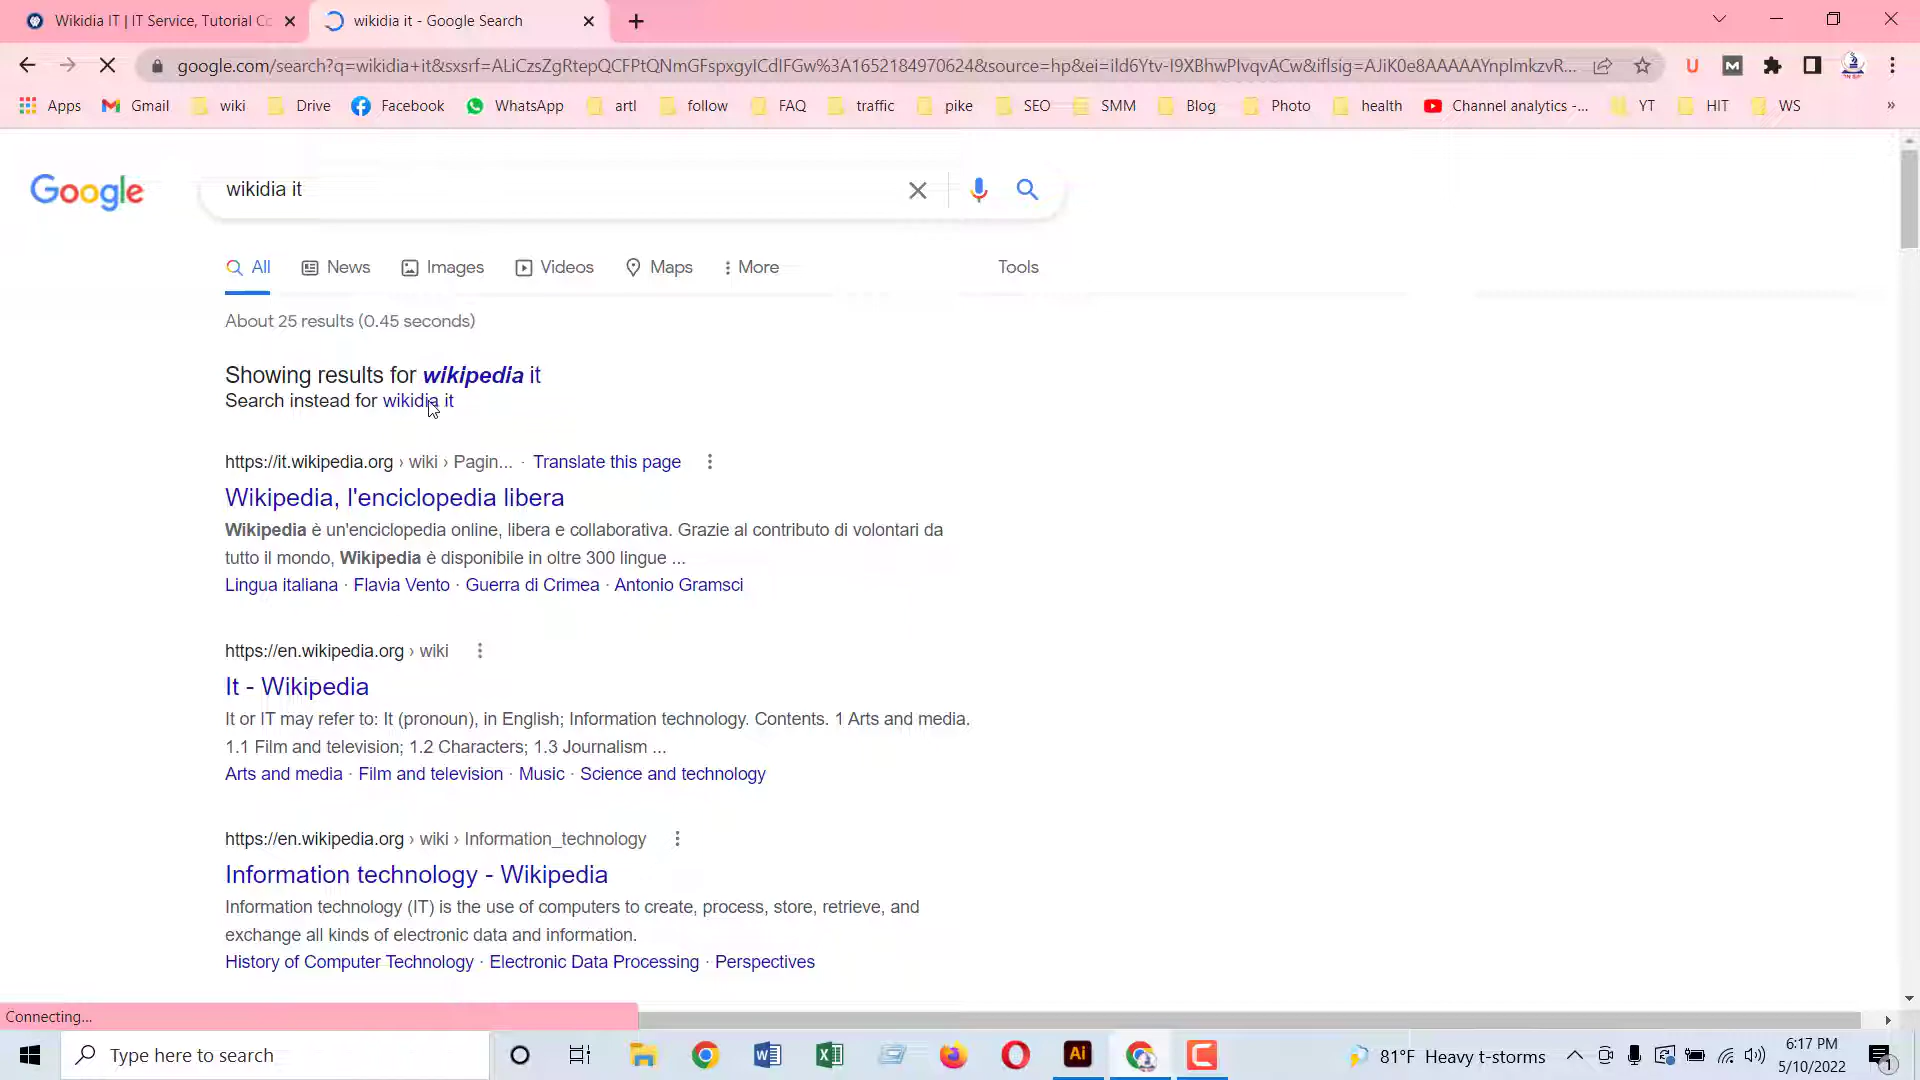 Wikidia IT | IT Service, Tutorial Co
wikidia it - Google Search
google.com/search?q=wikidia+it&sxsrf=ALiCzsZgRtepQCFPtQNmGFspxgyICdIFGw%3A1652184970624&source=hp&ei=ild6Ytv-I9XBhwPIvqvACw&iflsig=AJiK0e8AAAAAYnplmkzvR...
Apps Gmail wiki Drive Facebook WhatsApp artl follow FAQ traffic pike SEO SMM Blog Photo health Channel analytics -... YT HIT WS »
Google
wikidia it
All News Images Videos Maps More Tools
About 25 results (0.45 seconds)
Showing results for wikipedia it
Search instead for wikidia it
https://it.wikipedia.org › wiki › Pagin... · Translate this page
Wikipedia, l'enciclopedia libera
Wikipedia è un'enciclopedia online, libera e collaborativa. Grazie al contributo di volontari da
tutto il mondo, Wikipedia è disponibile in oltre 300 lingue ...
Lingua italiana · Flavia Vento · Guerra di Crimea · Antonio Gramsci
https://en.wikipedia.org › wiki
It - Wikipedia
It or IT may refer to: It (pronoun), in English; Information technology. Contents. 1 Arts and media.
1.1 Film and television; 1.2 Characters; 1.3 Journalism ...
Arts and media · Film and television · Music · Science and technology
https://en.wikipedia.org › wiki › Information_technology
Information technology - Wikipedia
Information technology (IT) is the use of computers to create, process, store, retrieve, and
exchange all kinds of electronic data and information.
History of Computer Technology · Electronic Data Processing · Perspectives
Connecting...
Type here to search
Ai
81°F Heavy t-storms
6:17 PM
5/10/2022
1